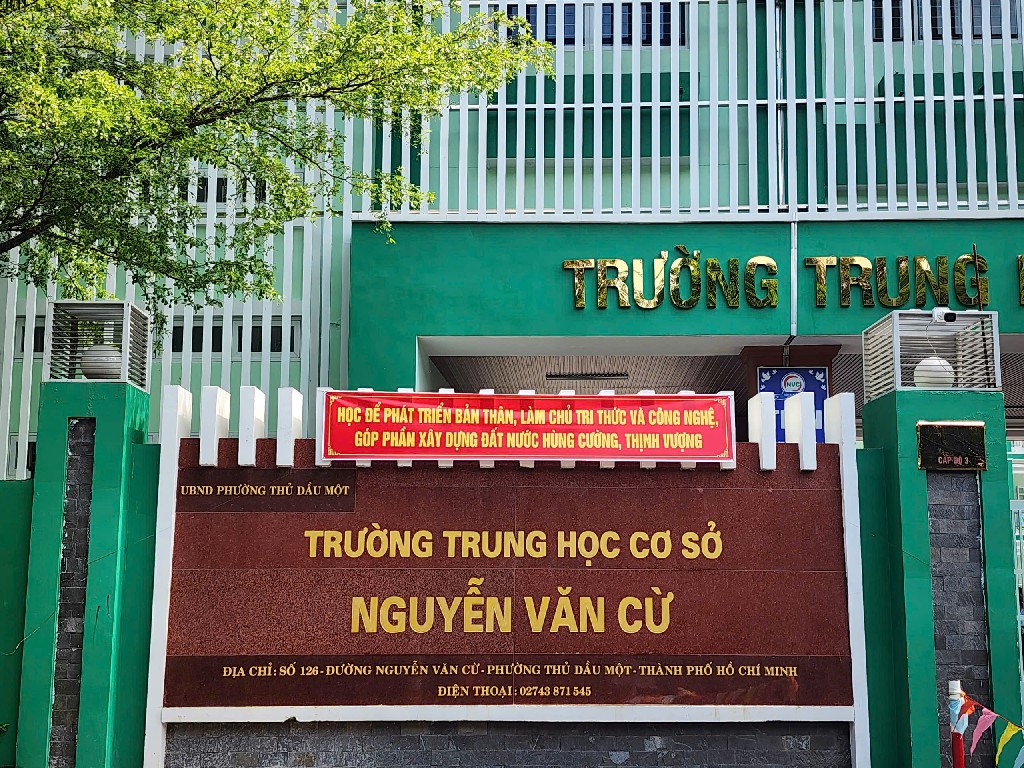 TRƯỜNG TRUNG
HỌC ĐỂ PHÁT TRIỂN BẢN THÂN, LÀM CHỦ TRI THỨC VÀ CÔNG NGHỆ,
GÓP PHẦN XÂY DỰNG ĐẤT NƯỚC HÙNG CƯỜNG, THỊNH VƯỢNG
NVC
CẤP ĐỘ 3
UBND PHƯỜNG THỦ DẦU MỘT
TRƯỜNG TRUNG HỌC CƠ SỞ
NGUYỄN VĂN CỪ
ĐỊA CHỈ : SỐ 126 - ĐƯỜNG NGUYỄN VĂN CỪ - PHƯỜNG THỦ DẦU MỘT - THÀNH PHỐ HỒ CHÍ MINH
ĐIỆN THOẠI : 02743 871 545